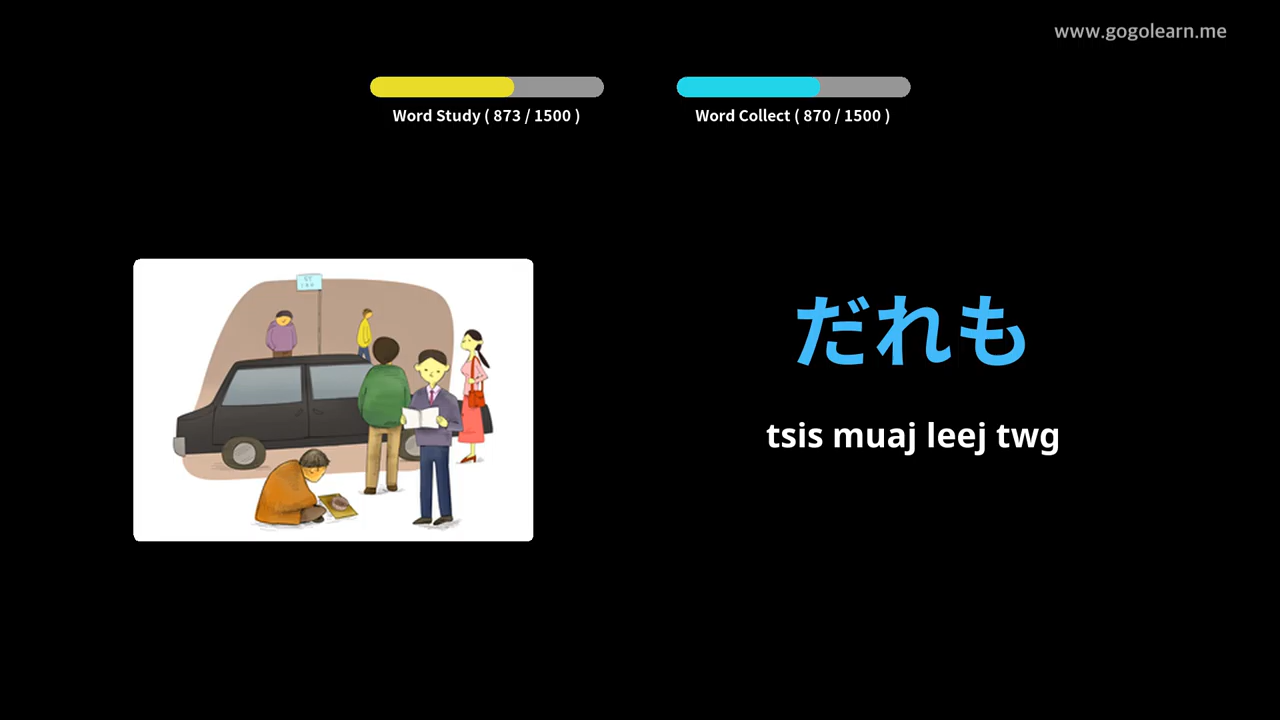 www.gogolearn.me
Word Study ( 873 / 1500 )
Word Collect ( 870 / 1500 )
だれも
tsis muaj leej twg